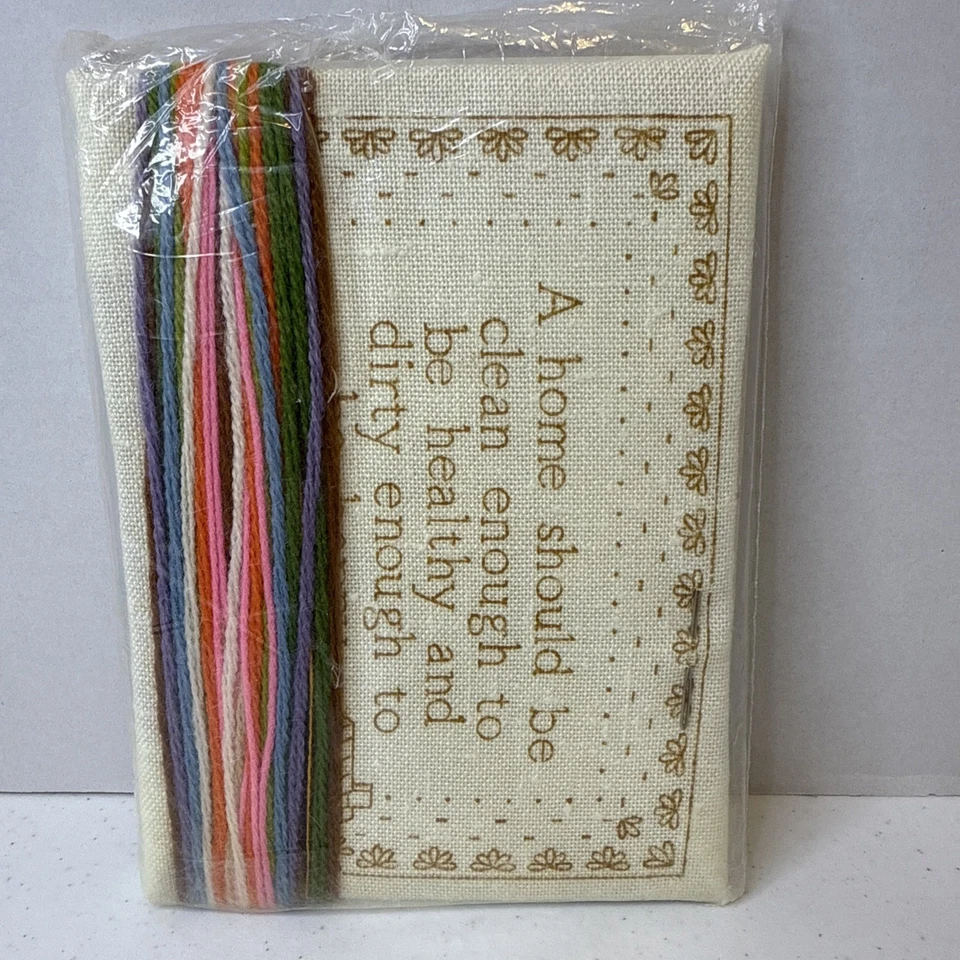 A home should be
clean enough to
be healthy and
dirty enough to